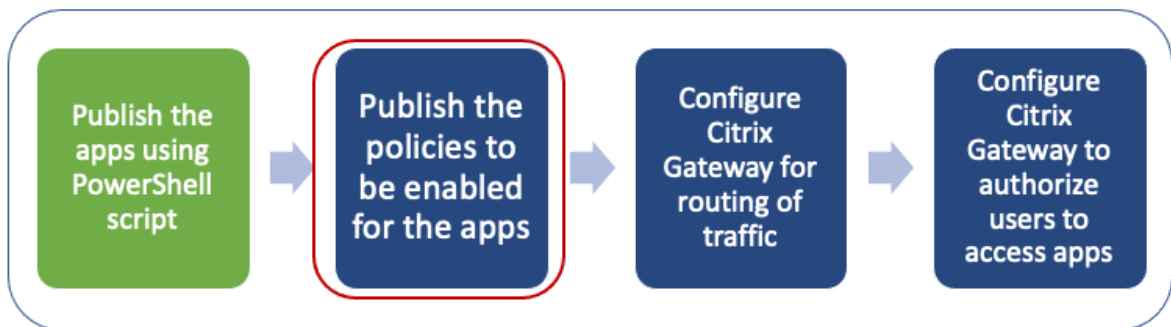 Publish the
apps using
PowerShell
script
Publish the
policies to
be enabled
for the apps
Configure
Citrix
Gateway for
routing of
traffic
Configure
Citrix
Gateway to
authorize
users to
access apps